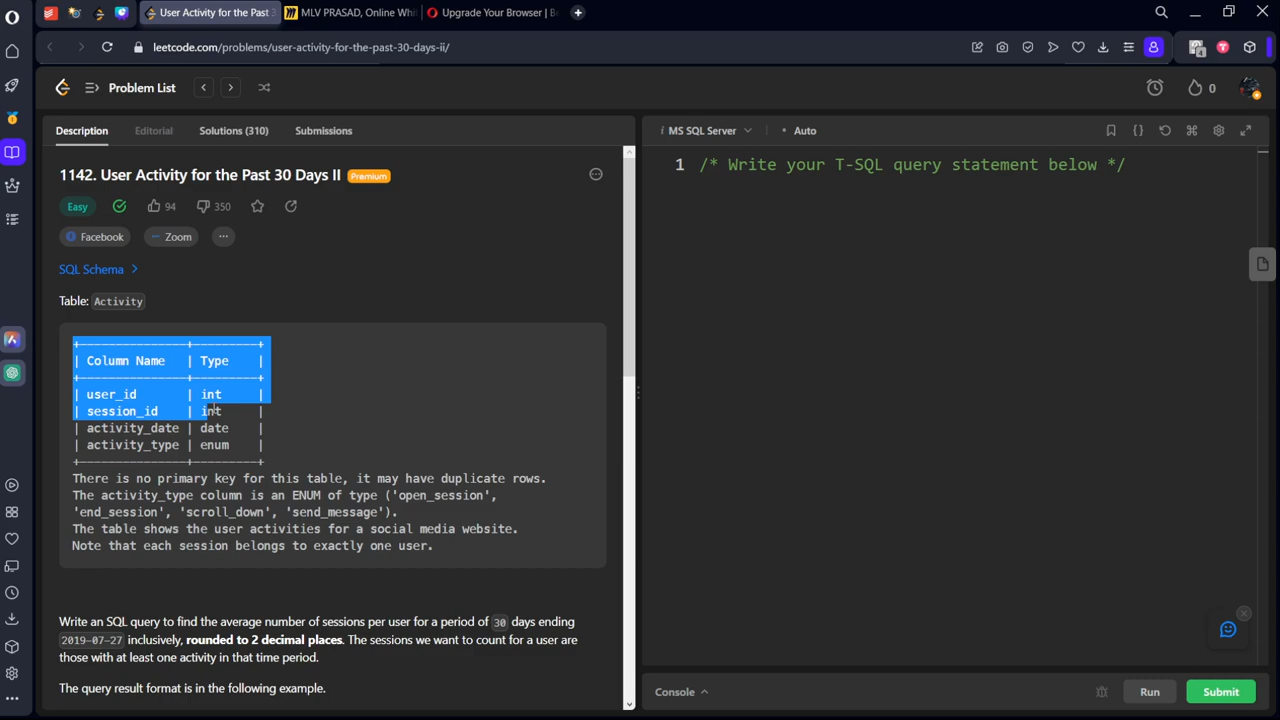 User Activity for the Past 3
MLV PRASAD, Online Whit
Upgrade Your Browser | Be
leetcode.com/problems/user-activity-for-the-past-30-days-ii/
4
Problem List
0
Description
Editorial
Solutions (310)
Submissions
MS SQL Server
Auto
1142. User Activity for the Past 30 Days II
Premium
1
/* Write your T-SQL query statement below */
Easy
94
350
Facebook
Zoom
SQL Schema
Table: Activity
+---------------+---------+
| Column Name   | Type    |
+---------------+---------+
| user_id       | int     |
| session_id    | int     |
| activity_date | date    |
| activity_type | enum    |
+---------------+---------+
There is no primary key for this table, it may have duplicate rows.
The activity_type column is an ENUM of type ('open_session',
'end_session', 'scroll_down', 'send_message').
The table shows the user activities for a social media website.
Note that each session belongs to exactly one user.
Write an SQL query to find the average number of sessions per user for a period of 30 days ending
2019-07-27 inclusively, rounded to 2 decimal places. The sessions we want to count for a user are
those with at least one activity in that time period.
The query result format is in the following example.
Console
Run
Submit